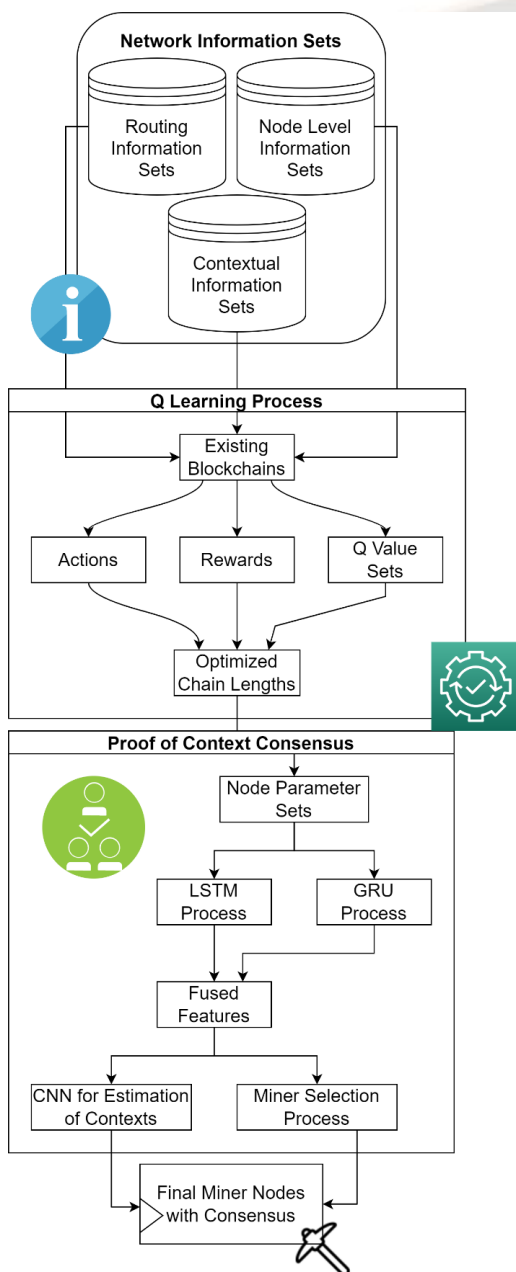 Network Information Sets
Routing
Information
Sets
Node Level
Information
Sets
Contextual
Information
Sets
i
Q Learning Process
Existing
Blockchains
Actions
Rewards
Q Value
Sets
Optimized
Chain Lengths
Proof of Context Consensus
Node Parameter
Sets
LSTM
Process
GRU
Process
Fused
Features
CNN for Estimation
of Contexts
Miner Selection
Process
Final Miner Nodes
with Consensus